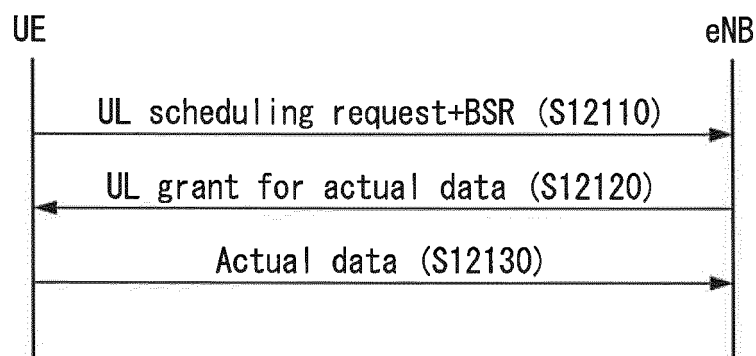 UE eNB
UL scheduling request+BSR (S12110)
UL grant for actual data (S12120)
Actual data (S12130)